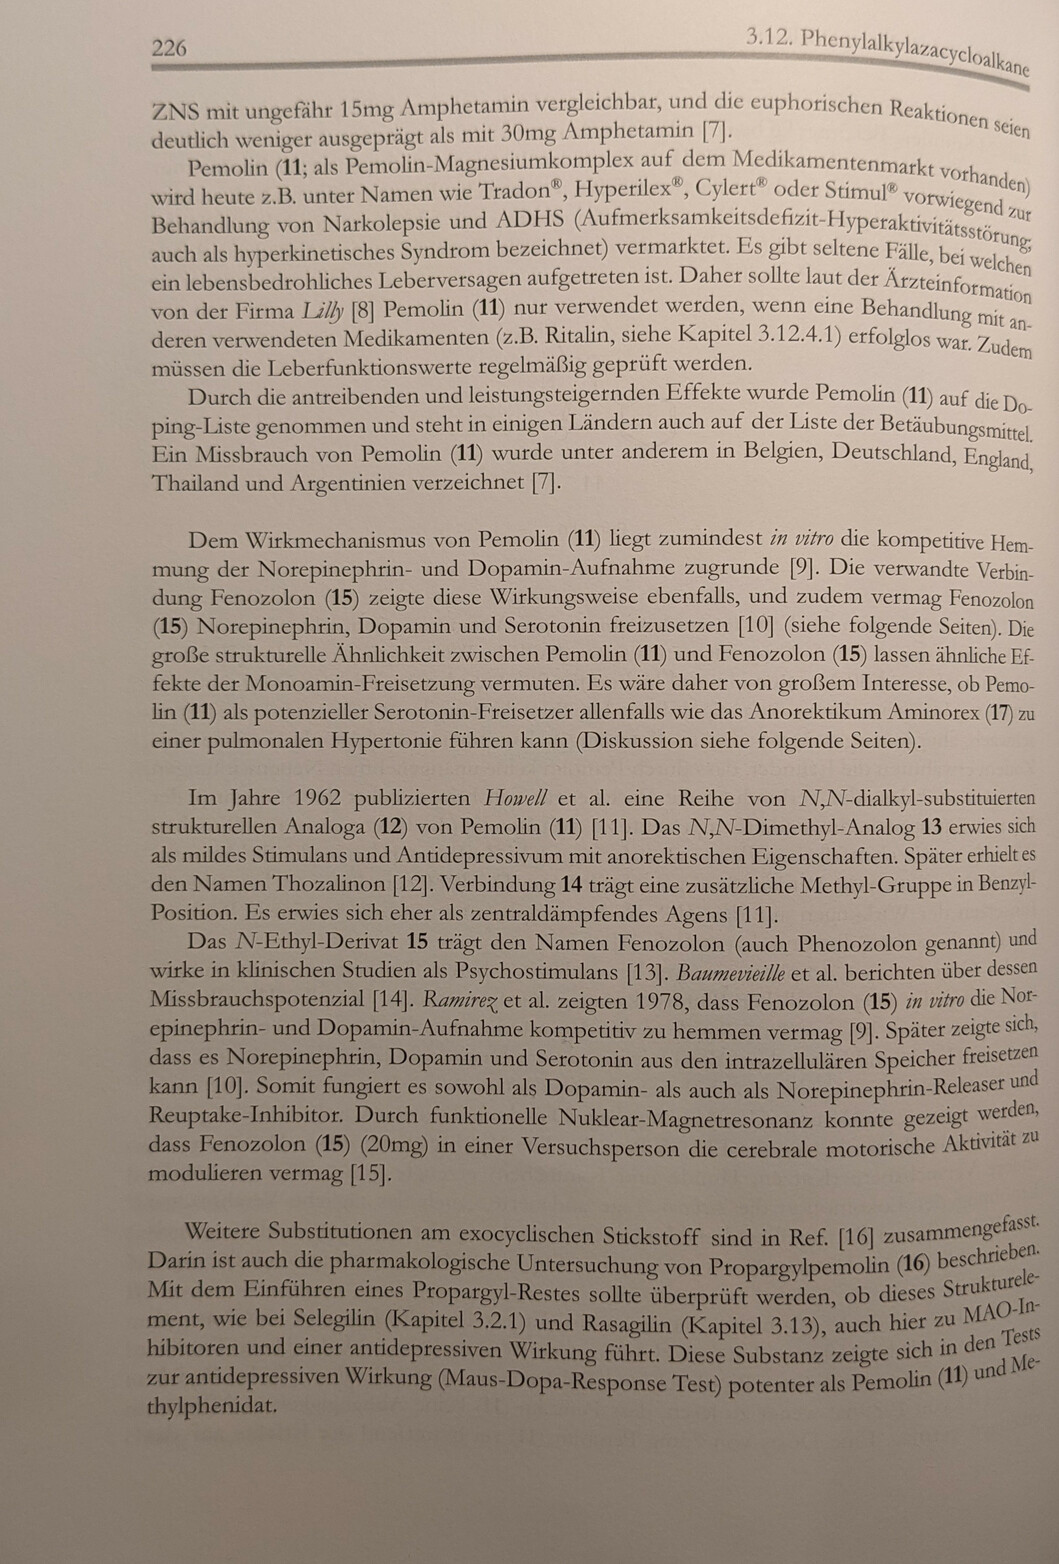 226
3.12. Phenylalkylazacycloalkane
ZNS mit ungefähr 15mg Amphetamin vergleichbar, und die euphorischen Reaktionen seien
deutlich weniger ausgeprägt als mit 30mg Amphetamin [7].
Pemolin (11; als Pemolin-Magnesiumkomplex auf dem Medikamentenmarkt vorhanden)
wird heute z.B. unter Namen wie Tradon®, Hyperilex®, Cylert® oder Stimul® vorwiegend zur
Behandlung von Narkolepsie und ADHS (Aufmerksamkeitsdefizit-Hyperaktivitätsstörung;
auch als hyperkinetisches Syndrom bezeichnet) vermarktet. Es gibt seltene Fälle, bei welchen
ein lebensbedrohliches Leberversagen aufgetreten ist. Daher sollte laut der Ärzteinformation
von der Firma Lilly [8] Pemolin (11) nur verwendet werden, wenn eine Behandlung mit an-
deren verwendeten Medikamenten (z.B. Ritalin, siehe Kapitel 3.12.4.1) erfolglos war. Zudem
müssen die Leberfunktionswerte regelmäßig geprüft werden.
Durch die antreibenden und leistungsteigernden Effekte wurde Pemolin (11) auf die Do-
ping-Liste genommen und steht in einigen Ländern auch auf der Liste der Betäubungsmittel.
Ein Missbrauch von Pemolin (11) wurde unter anderem in Belgien, Deutschland, England,
Thailand und Argentinien verzeichnet [7].
Dem Wirkmechanismus von Pemolin (11) liegt zumindest in vitro die kompetitive Hem-
mung der Norepinephrin- und Dopamin-Aufnahme zugrunde [9]. Die verwandte Verbin-
dung Fenozolon (15) zeigte diese Wirkungsweise ebenfalls, und zudem vermag Fenozolon
(15) Norepinephrin, Dopamin und Serotonin freizusetzen [10] (siehe folgende Seiten). Die
große strukturelle Ähnlichkeit zwischen Pemolin (11) und Fenozolon (15) lassen ähnliche Ef-
fekte der Monoamin-Freisetzung vermuten. Es wäre daher von großem Interesse, ob Pemo-
lin (11) als potenzieller Serotonin-Freisetzer allenfalls wie das Anorektikum Aminorex (17) zu
einer pulmonalen Hypertonie führen kann (Diskussion siehe folgende Seiten).
Im Jahre 1962 publizierten Howell et al. eine Reihe von N,N-dialkyl-substituierten
strukturellen Analoga (12) von Pemolin (11) [11]. Das N,N-Dimethyl-Analog 13 erwies sich
als mildes Stimulans und Antidepressivum mit anorektischen Eigenschaften. Später erhielt es
den Namen Thozalinon [12]. Verbindung 14 trägt eine zusätzliche Methyl-Gruppe in Benzyl-
Position. Es erwies sich eher als zentraldämpfendes Agens [11].
Das N-Ethyl-Derivat 15 trägt den Namen Fenozolon (auch Phenozolon genannt) und
wirke in klinischen Studien als Psychostimulans [13]. Baumevieille et al. berichten über dessen
Missbrauchspotenzial [14]. Ramirez et al. zeigten 1978, dass Fenozolon (15) in vitro die Nor-
epinephrin- und Dopamin-Aufnahme kompetitiv zu hemmen vermag [9]. Später zeigte sich,
dass es Norepinephrin, Dopamin und Serotonin aus den intrazellulären Speicher freisetzen
kann [10]. Somit fungiert es sowohl als Dopamin- als auch als Norepinephrin-Releaser und
Reuptake-Inhibitor. Durch funktionelle Nuklear-Magnetresonanz konnte gezeigt werden,
dass Fenozolon (15) (20mg) in einer Versuchsperson die cerebrale motorische Aktivität zu
modulieren vermag [15].
Weitere Substitutionen am exocyclischen Stickstoff sind in Ref. [16] zusammengefasst.
Darin ist auch die pharmakologische Untersuchung von Propargylpemolin (16) beschrieben.
Mit dem Einführen eines Propargyl-Restes sollte überprüft werden, ob dieses Strukturele-
ment, wie bei Selegilin (Kapitel 3.2.1) und Rasagilin (Kapitel 3.13), auch hier zu MAO-In-
hibitoren und einer antidepressiven Wirkung führt. Diese Substanz zeigte sich in den Tests
zur antidepressiven Wirkung (Maus-Dopa-Response Test) potenter als Pemolin (11) und Me-
thylphenidat.